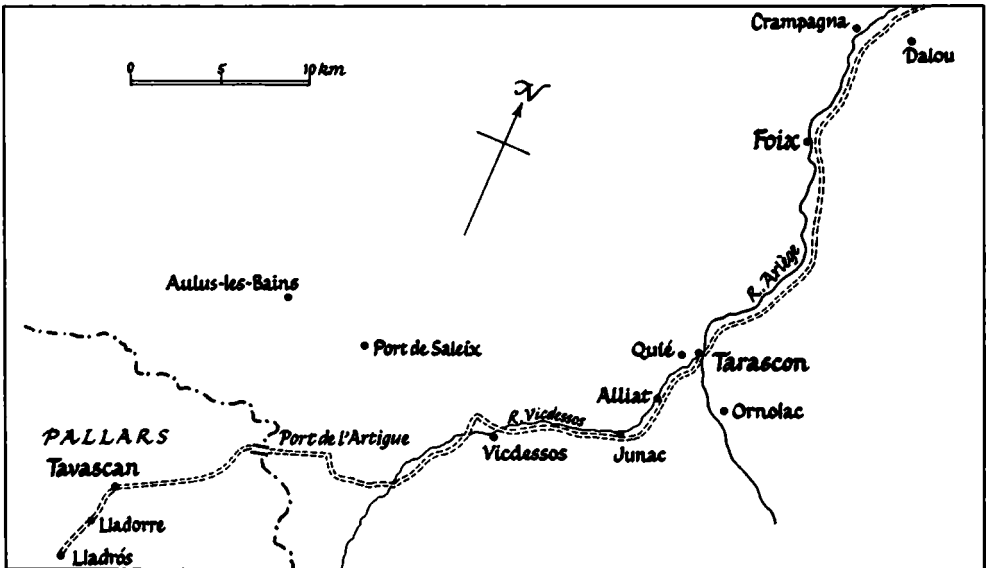 Crampagna
Dalou
0 5 10 km
N
Foix
R. Ariège
Aulus-les-Bains
Port de Saleix
Quié
Tarascon
Alliat
Ornolac
R. Vicdessos
PALLARS
Port de l'Artigue
Vicdessos
Junac
Tavascan
Lladorre
Lladrós